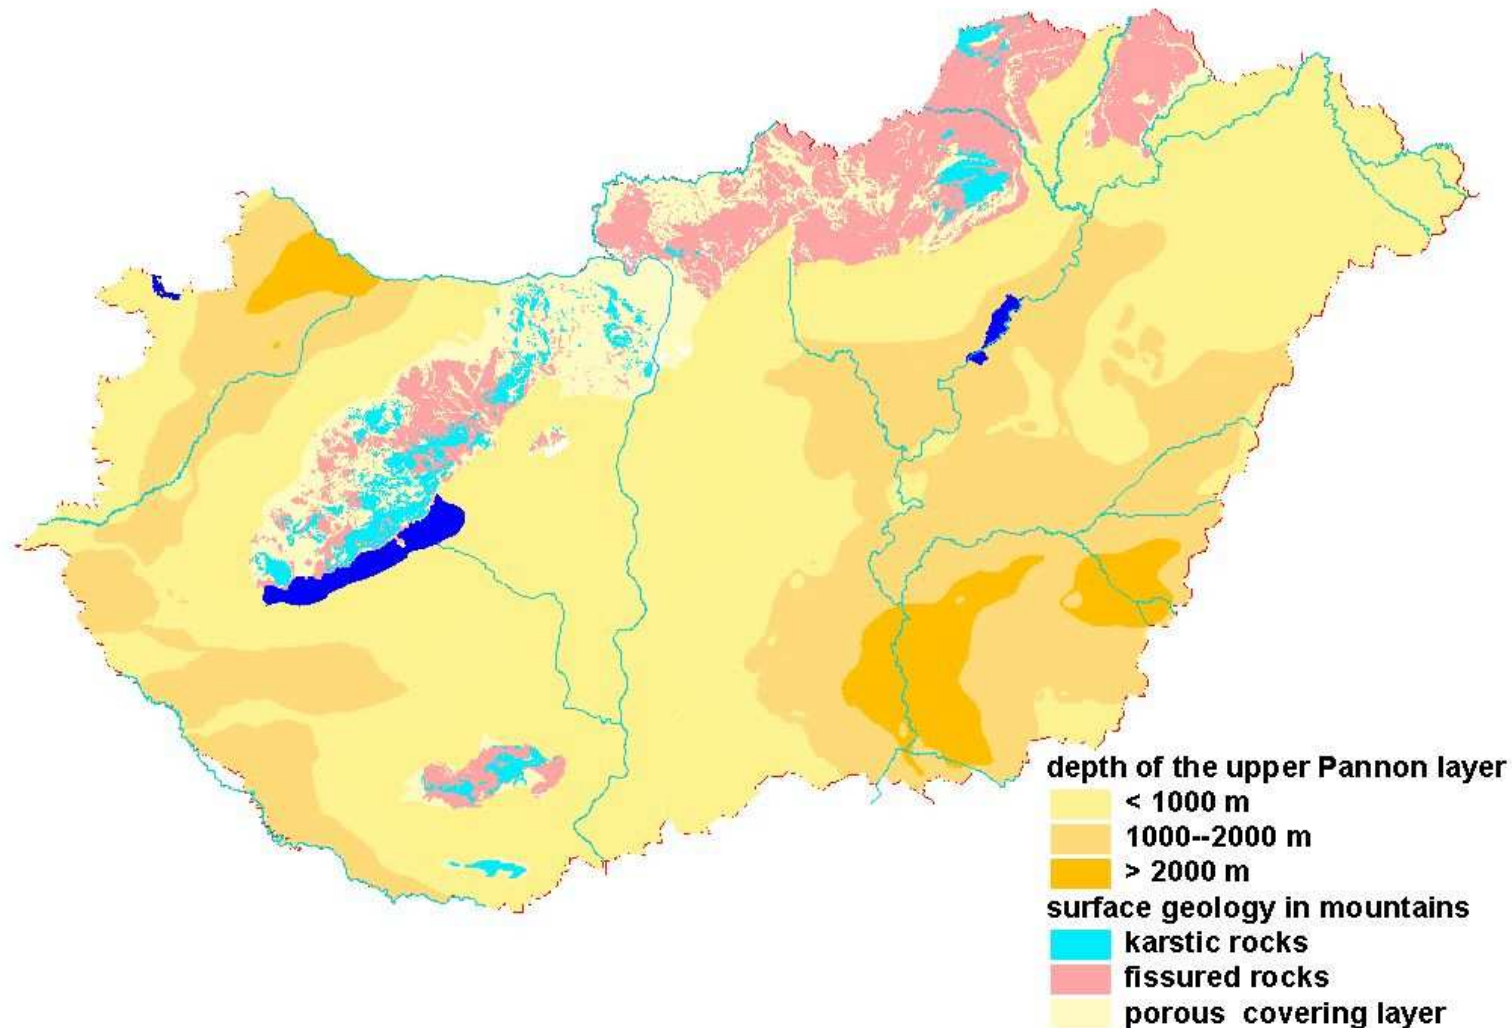 depth of the upper Pannon layer
< 1000 m
1000--2000 m
> 2000 m
surface geology in mountains
karstic rocks
fissured rocks
porous covering layer